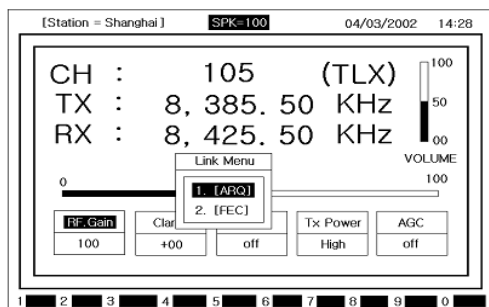 [Station = Shanghai] SPK=100 04/03/2002 14:28
CH : 105 (TLX)
TX : 8, 385. 50 KHz
RX : 8, 425. 50 KHz
100
50
00
VOLUME
Link Menu
0 100
1. [ARQ]
2. [FEC]
RF.Gain Tx Power AGC
100 +00 off High off
1 2 3 4 5 6 7 8 9 0